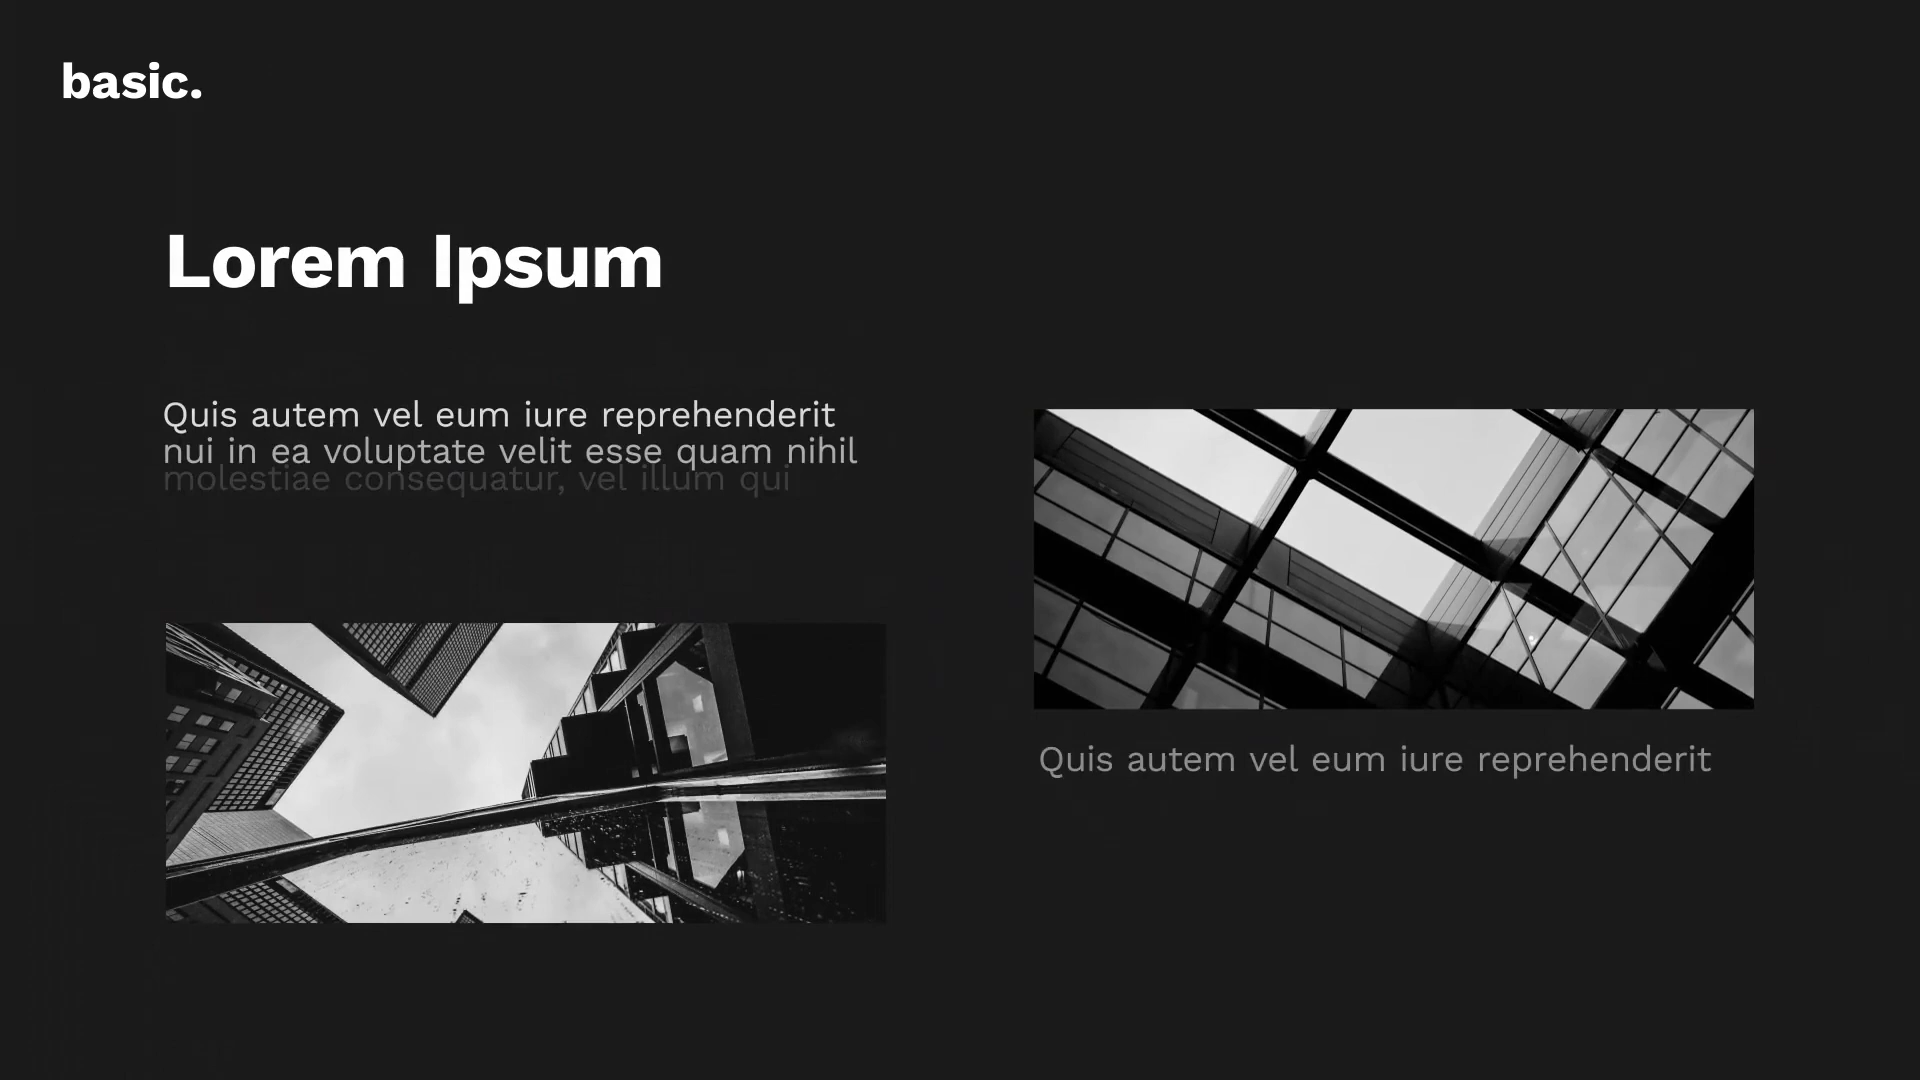 basic.
Lorem Ipsum
Quis autem vel eum iure reprehenderit
nui in ea voluptate velit esse quam nihil
molestiae consequatur, vel illum qui
Quis autem vel eum iure reprehenderit